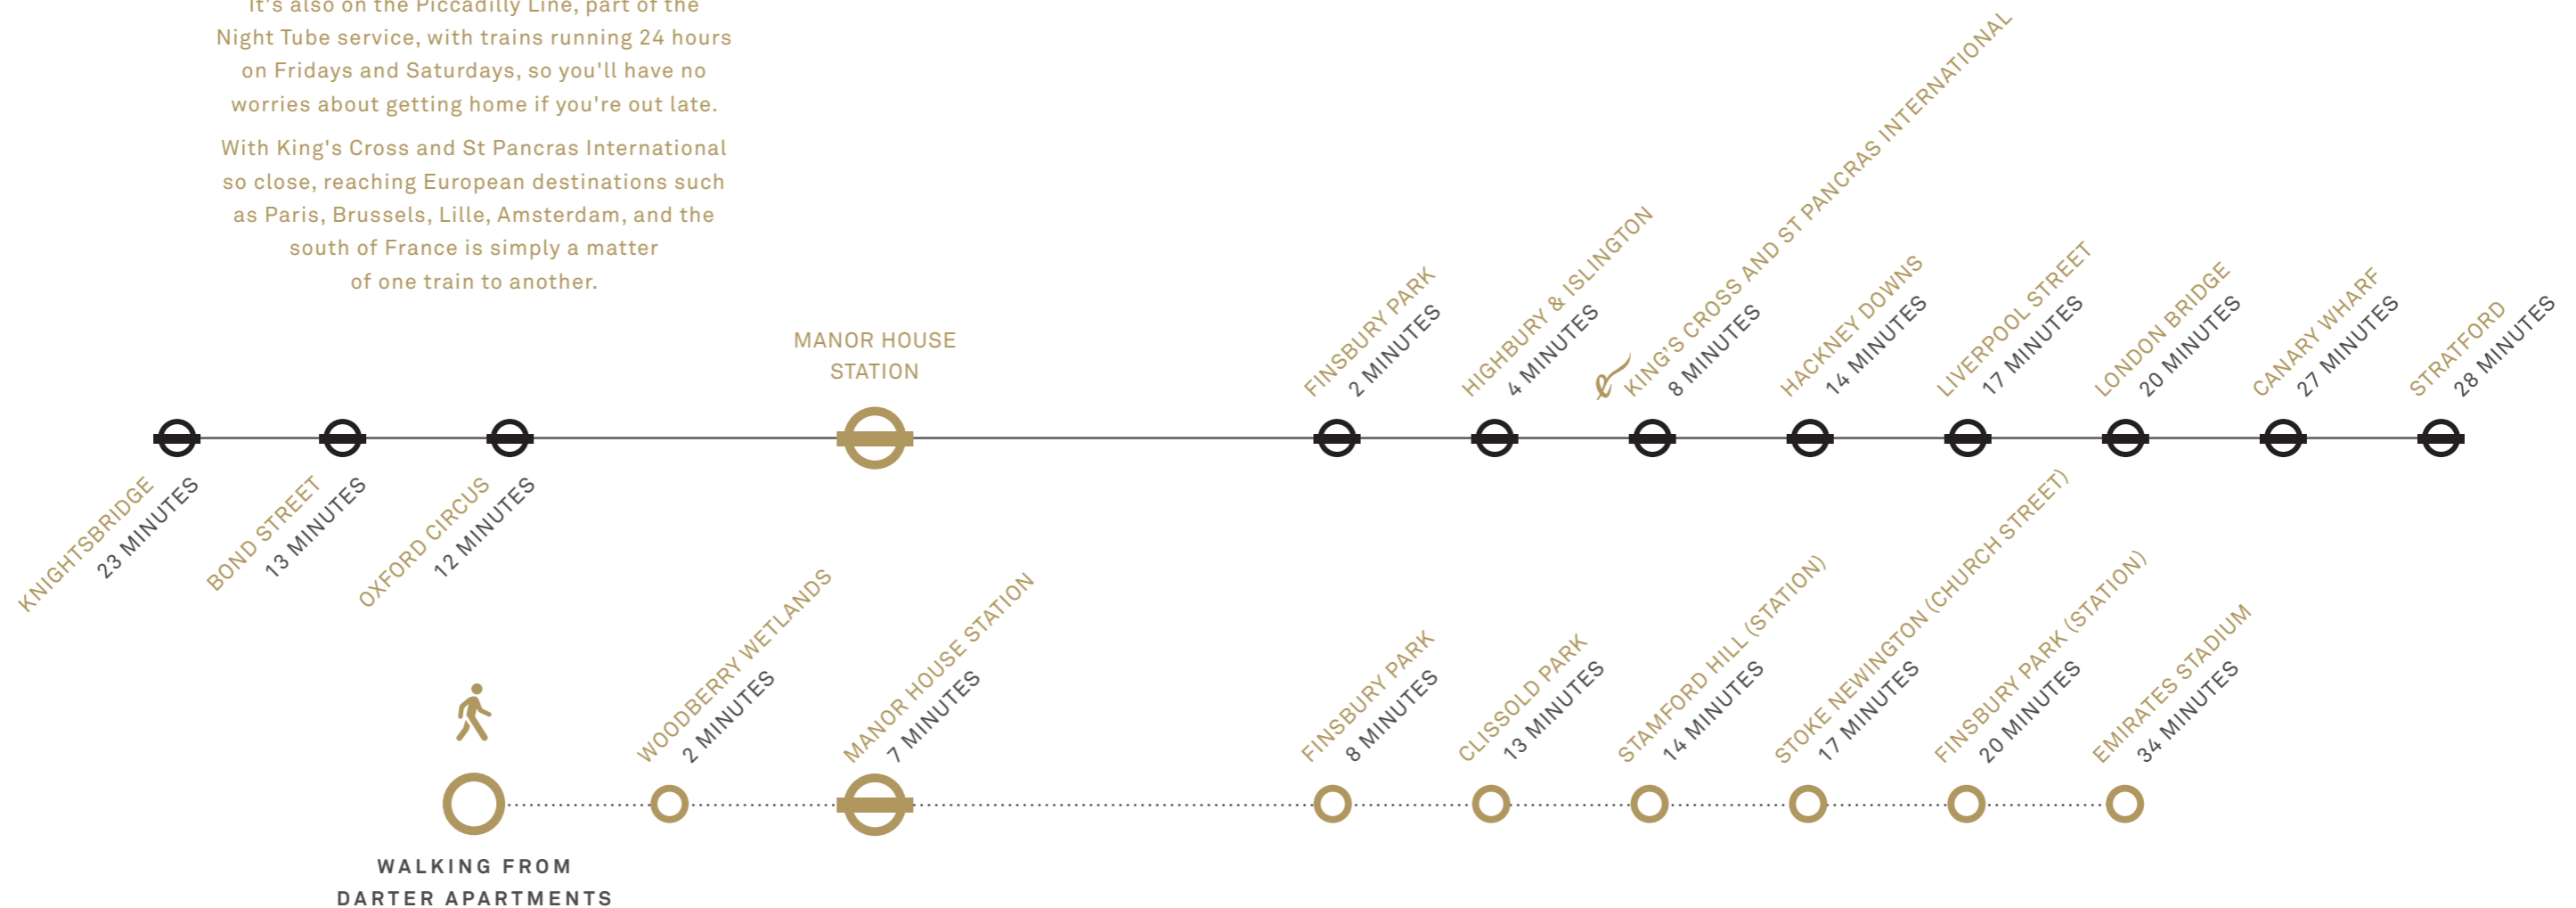 It's also on the Piccadilly Line, part of the
Night Tube service, with trains running 24 hours
on Fridays and Saturdays, so you'll have no
worries about getting home if you're out late.
With King's Cross and St Pancras International
so close, reaching European destinations such
as Paris, Brussels, Lille, Amsterdam, and the
south of France is simply a matter
of one train to another.
MANOR HOUSE
STATION
FINSBURY PARK
2 MINUTES
HIGHBURY & ISLINGTON
4 MINUTES
KING'S CROSS AND ST PANCRAS INTERNATIONAL
8 MINUTES
HACKNEY DOWNS
14 MINUTES
LIVERPOOL STREET
17 MINUTES
LONDON BRIDGE
20 MINUTES
CANARY WHARF
27 MINUTES
STRATFORD
28 MINUTES
KNIGHTSBRIDGE
23 MINUTES
BOND STREET
13 MINUTES
OXFORD CIRCUS
12 MINUTES
WOODBERRY WETLANDS
2 MINUTES
MANOR HOUSE STATION
7 MINUTES
FINSBURY PARK
8 MINUTES
CLISSOLD PARK
13 MINUTES
STAMFORD HILL (STATION)
14 MINUTES
STOKE NEWINGTON (CHURCH STREET)
17 MINUTES
FINSBURY PARK (STATION)
20 MINUTES
EMIRATES STADIUM
34 MINUTES
WALKING FROM
DARTER APARTMENTS